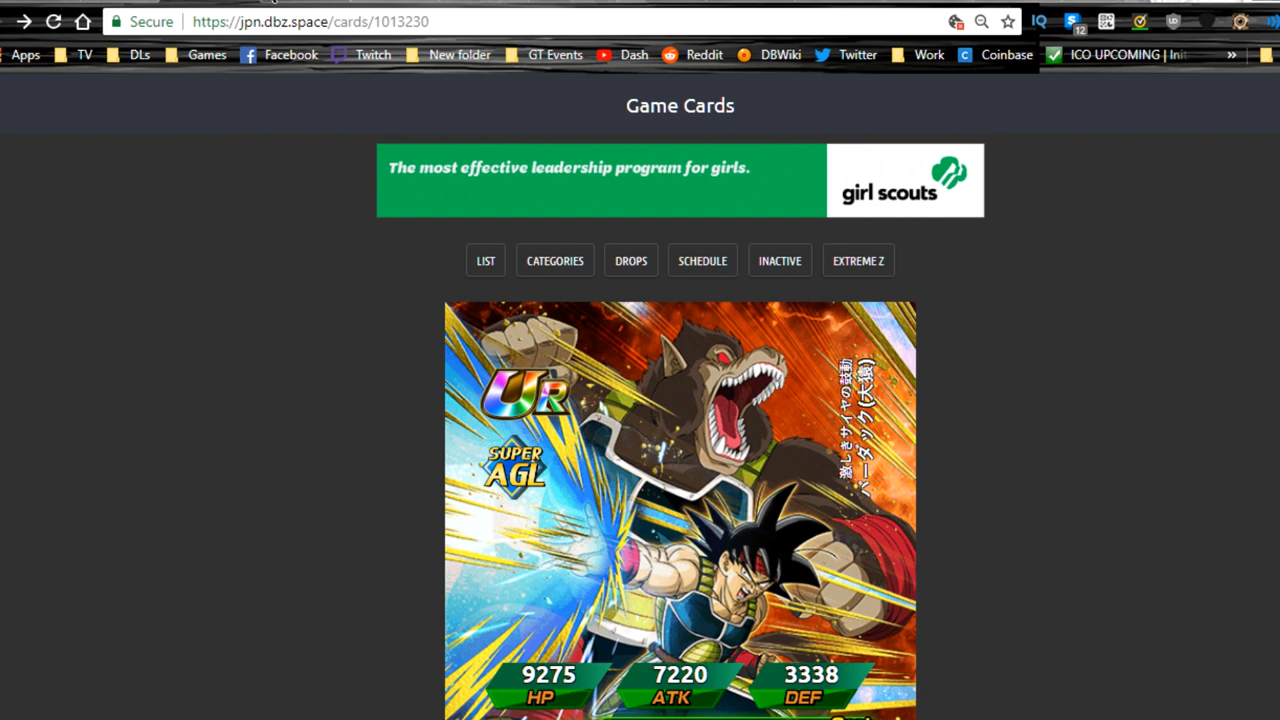 Secure https://jpn.dbz.space/cards/1013230
IQ
12
UD
Apps TV DLs Games Facebook Twitch New folder GT Events Dash Reddit DBWiki Twitter Work Coinbase ICO UPCOMING | Init »
Game Cards
The most effective leadership program for girls.
girl scouts
LIST CATEGORIES DROPS SCHEDULE INACTIVE EXTREME Z
UR
激しきサイヤの鼓動
バーダック(大猿)
SUPER
AGL
9275 7220 3338
HP ATK DEF